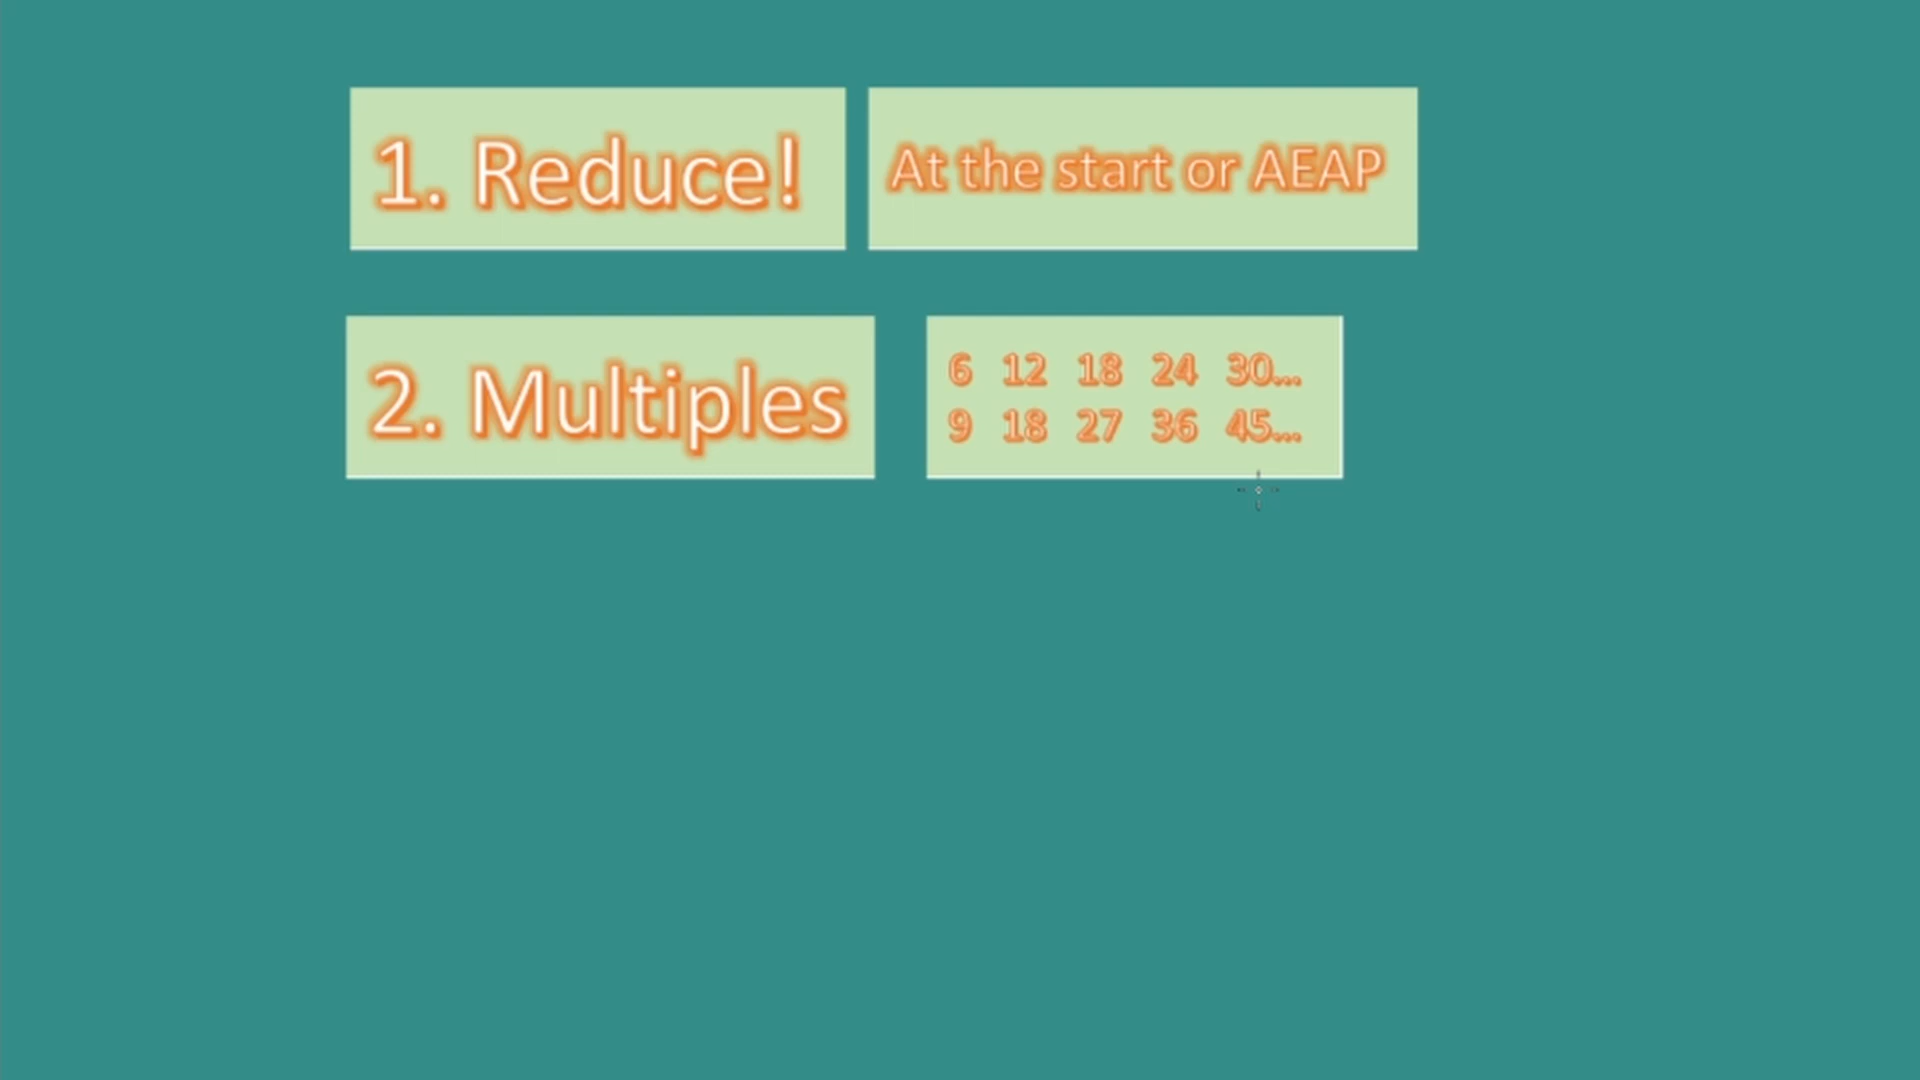 1. Reduce!
At the start or AEAP
2. Multiples
6 12 18 24 30...
9 18 27 36 45...